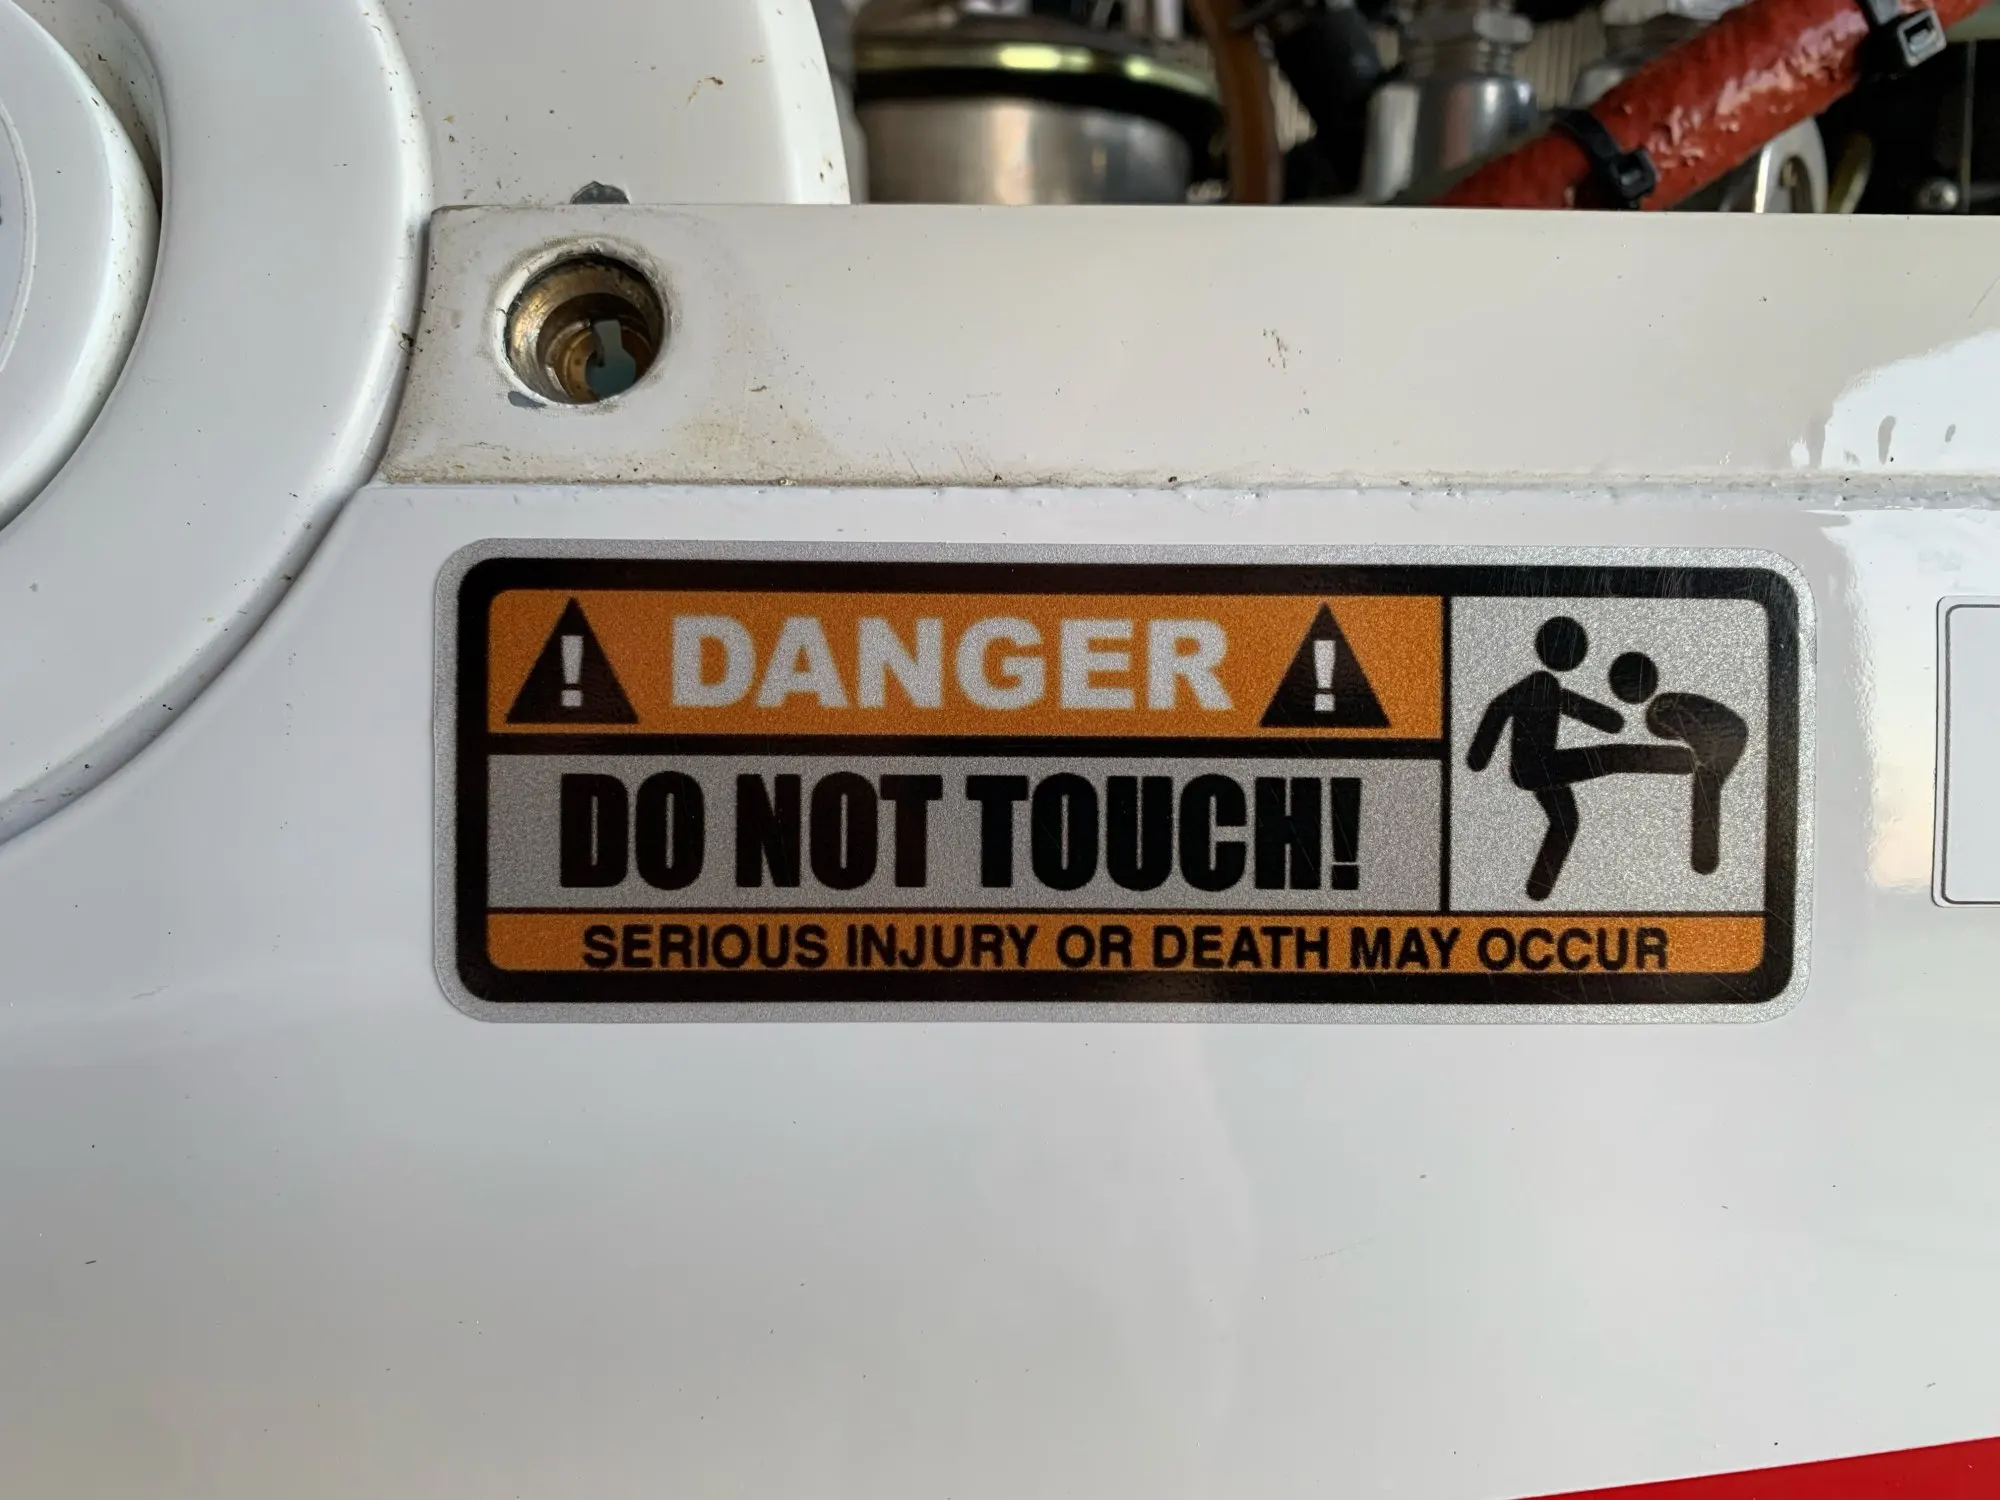 ! DANGER !
DO NOT TOUCH!
SERIOUS INJURY OR DEATH MAY OCCUR